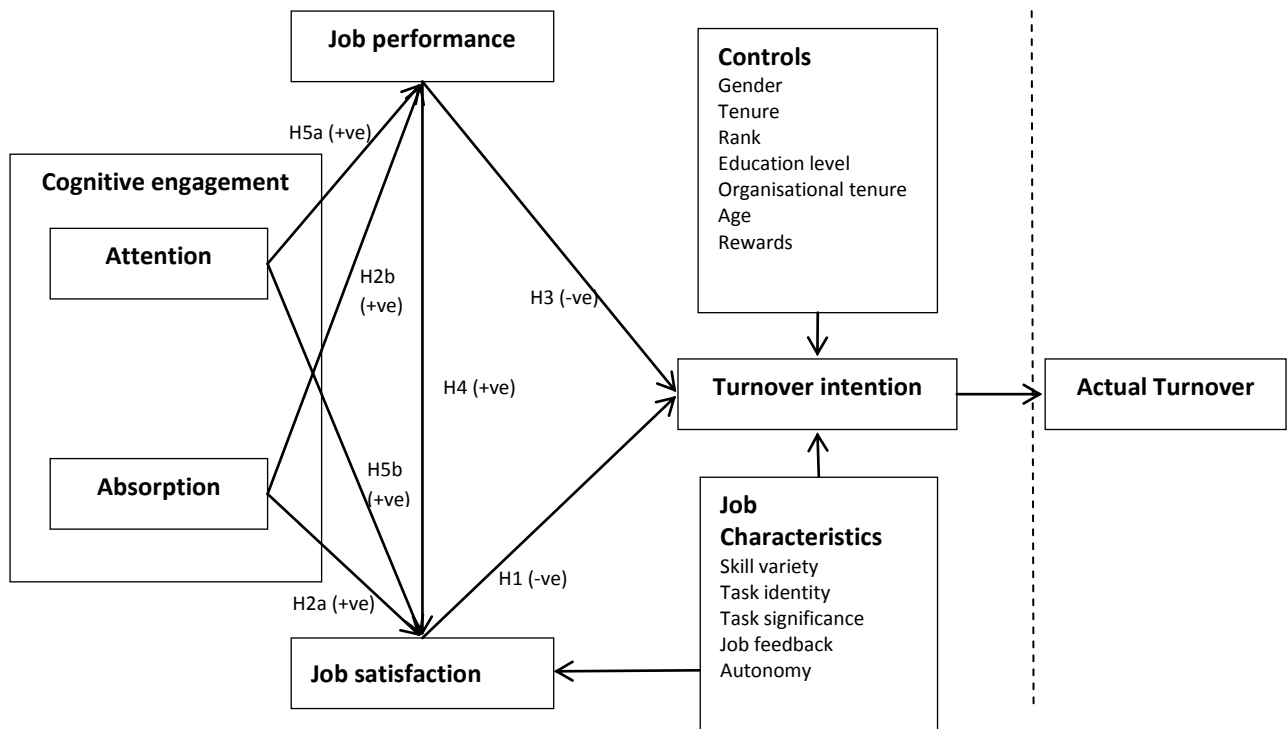 Job performance
Controls
Gender
Tenure
Rank
Education level
Organisational tenure
Age
Rewards
H5a (+ve)
Cognitive engagement
Attention
H2b
(+ve)
H3 (-ve)
H4 (+ve)
Turnover intention
Actual Turnover
Absorption
H5b
(+ve)
Job
Characteristics
Skill variety
Task identity
Task significance
Job feedback
Autonomy
H1 (-ve)
H2a (+ve)
Job satisfaction